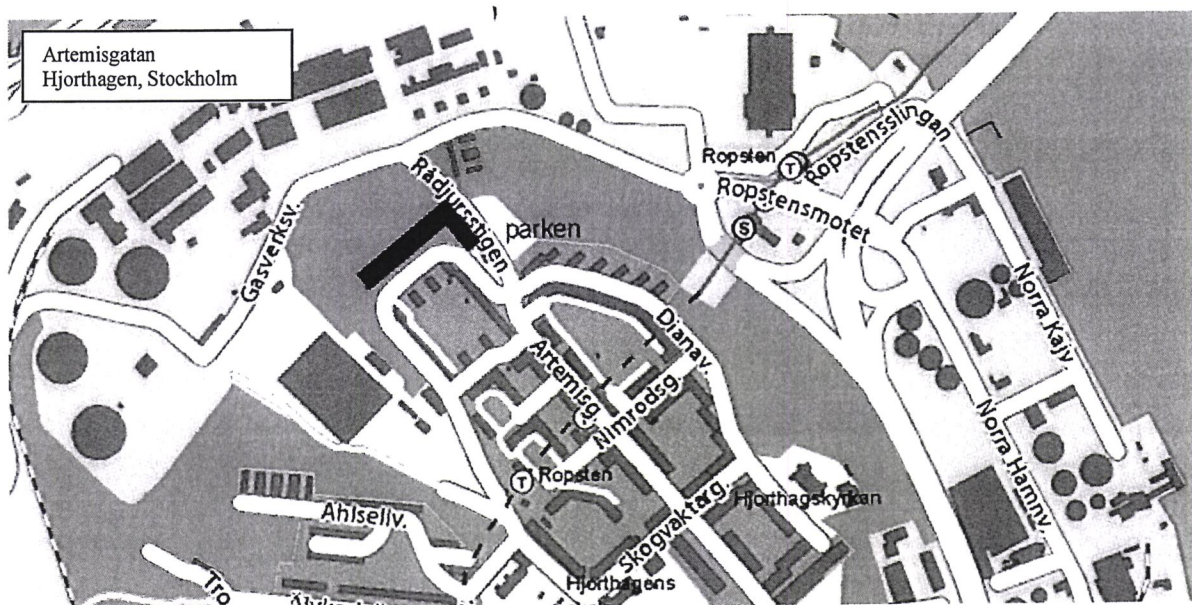 Artemisgatan
Hjorthagen, Stockholm
Ropstensslingan
Ropsten
T
Ropstensmotet
S
Rådjursstigen
parken
Gasverksv.
Norra Kajv.
Dianav.
Artemisg.
Nimrodsg.
Norra Hamnv.
T
Ropsten
Hjorthagskyrkan
Skogvaktarg.
Ahlseliv.
Hjorthagens
Tro